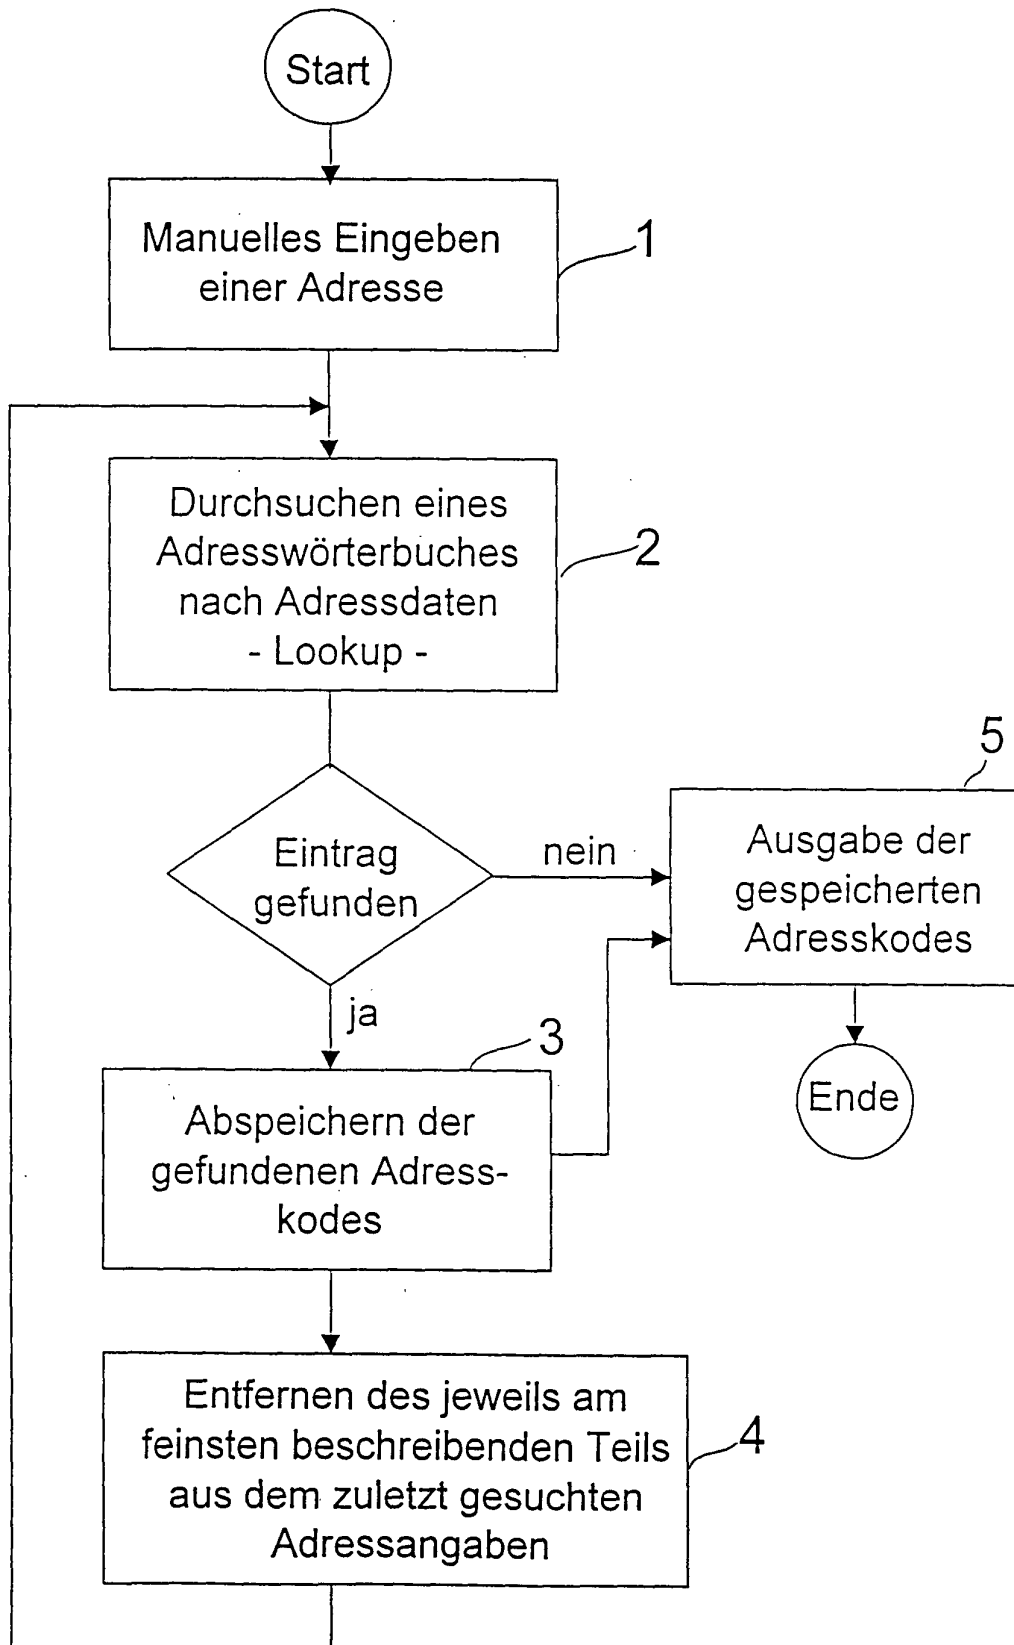 Start
Manuelles Eingeben
einer Adresse
1
Durchsuchen eines
Adresswörterbuches
nach Adressdaten
- Lookup -
2
Eintrag
gefunden
nein
ja
5
Ausgabe der
gespeicherten
Adresskodes
Ende
3
Abspeichern der
gefundenen Adress-
kodes
Entfernen des jeweils am
feinsten beschreibenden Teils
aus dem zuletzt gesuchten
Adressangaben
4